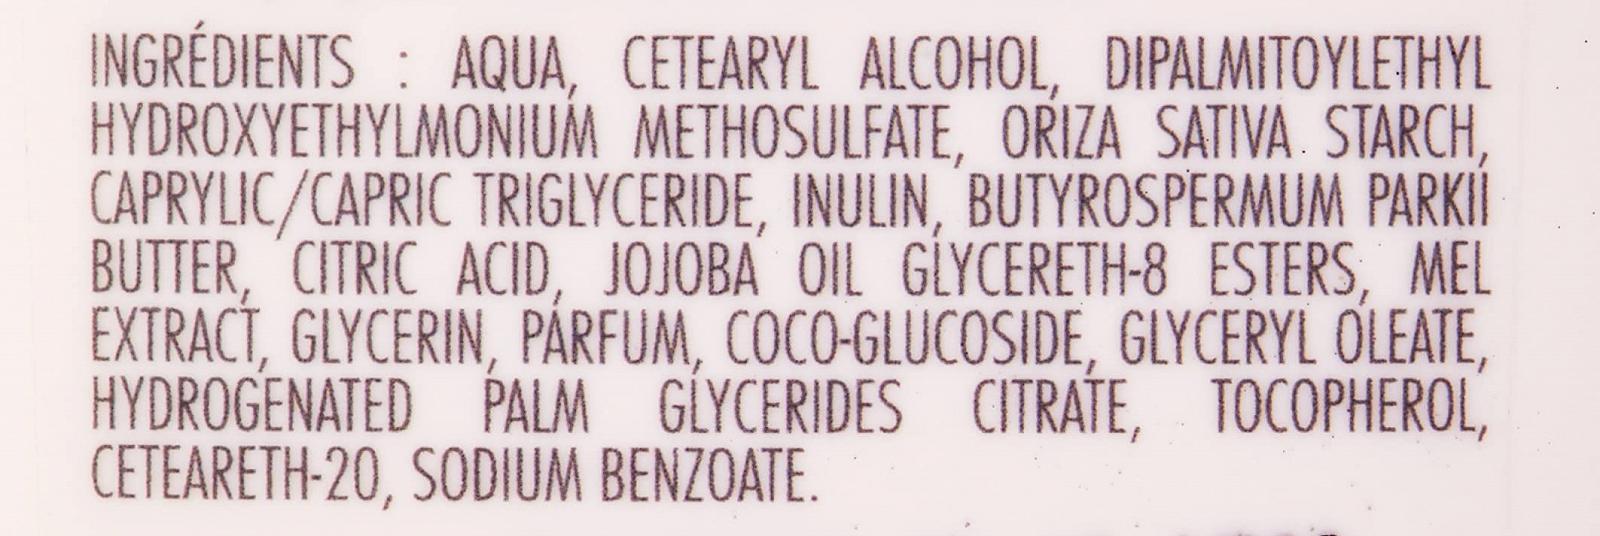 INGRÉDIENTS : AQUA, CETEARYL ALCOHOL, DIPALMITOYLETHYL
HYDROXYETHYLMONIUM METHOSULFATE, ORIZA SATIVA STARCH,
CAPRYLIC/CAPRIC TRIGLYCERIDE, INULIN, BUTYROSPERMUM PARKII
BUTTER, CITRIC ACID, JOJOBA OIL GLYCERETH-8 ESTERS, MEL
EXTRACT, GLYCERIN, PARFUM, COCO-GLUCOSIDE, GLYCERYL OLEATE,
HYDROGENATED PALM GLYCERIDES CITRATE, TOCOPHEROL,
CETEARETH-20, SODIUM BENZOATE.